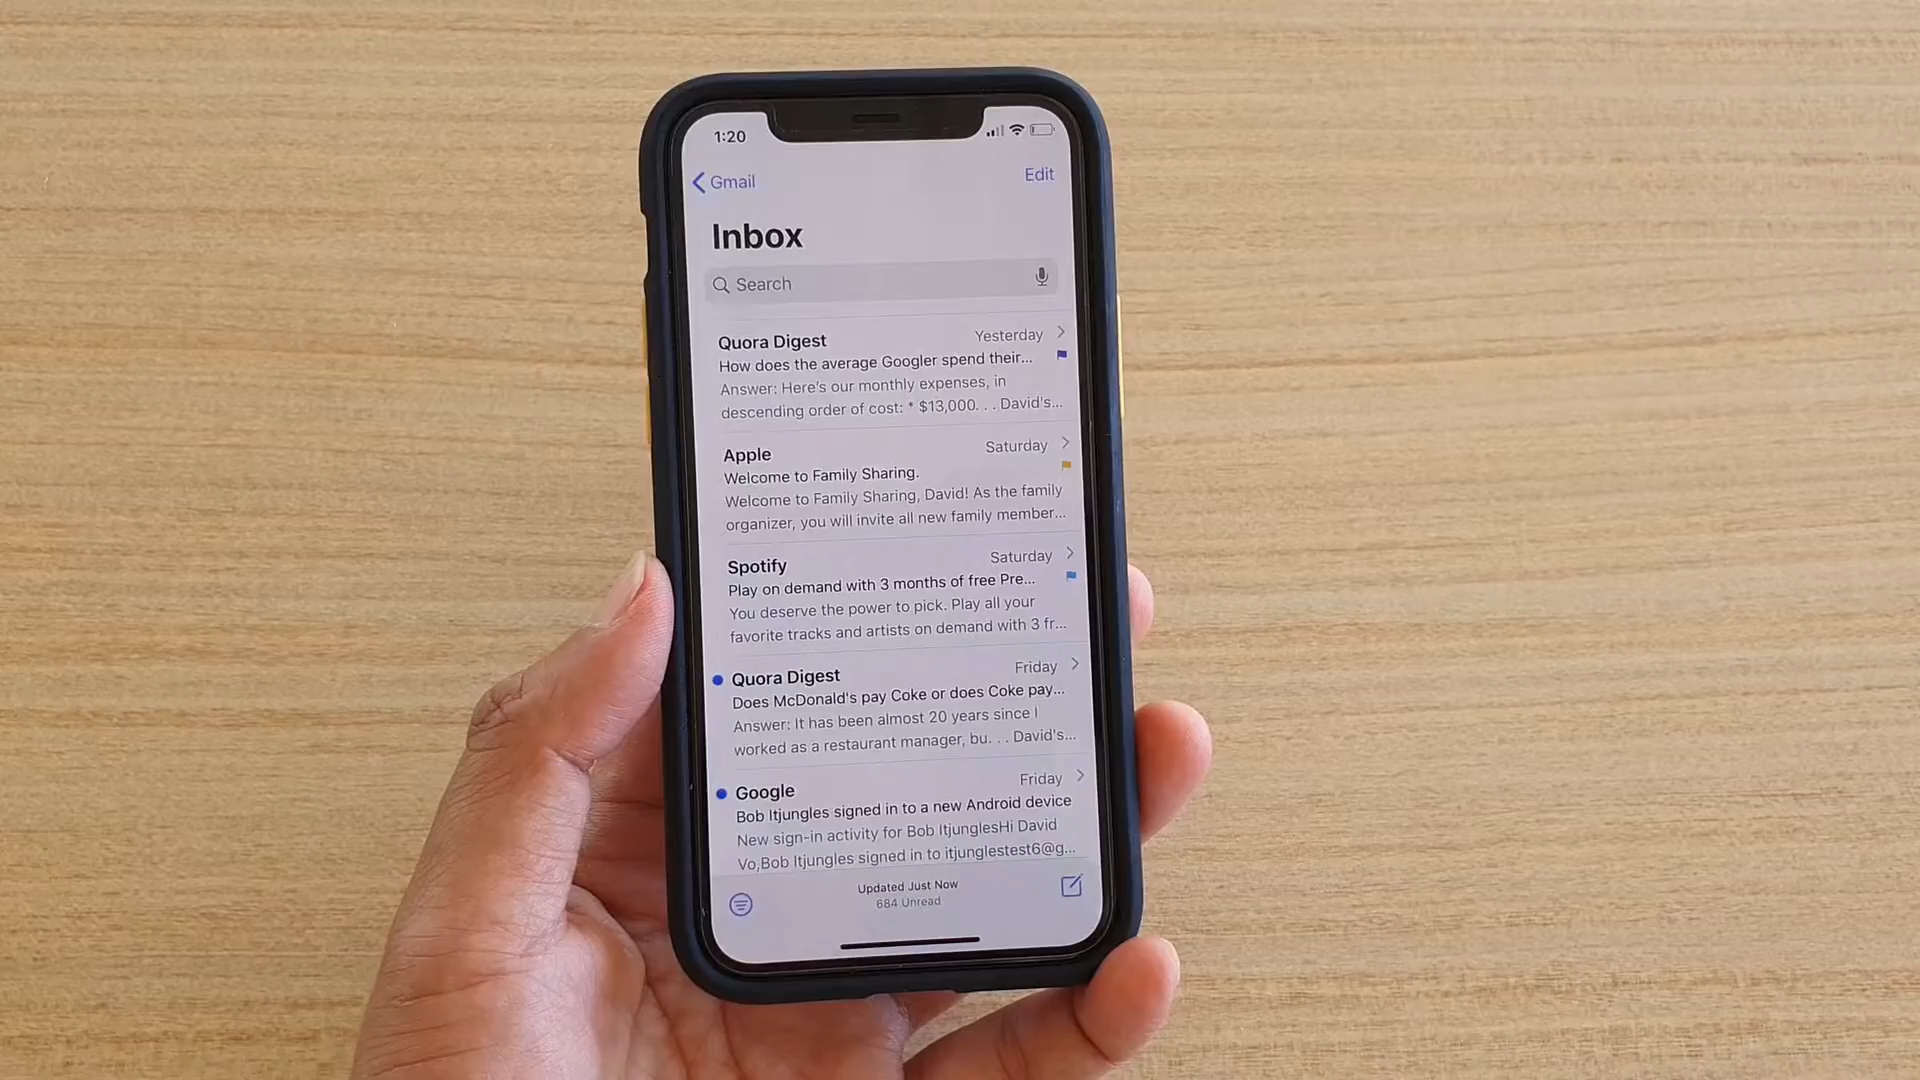 1:20
Gmail
Edit
Inbox
Search
Quora Digest Yesterday
How does the average Googler spend their...
Answer: Here's our monthly expenses, in
descending order of cost: * $13,000. . . David's...
Apple Saturday
Welcome to Family Sharing.
Welcome to Family Sharing, David! As the family
organizer, you will invite all new family member...
Spotify Saturday
Play on demand with 3 months of free Pre...
You deserve the power to pick. Play all your
favorite tracks and artists on demand with 3 fr...
Quora Digest Friday
Does McDonald's pay Coke or does Coke pay...
Answer: It has been almost 20 years since I
worked as a restaurant manager, bu. . . David's...
Google Friday
Bob Itjungles signed in to a new Android device
New sign-in activity for Bob ItjunglesHi David
Vo,Bob Itjungles signed in to itjunglestest6@g...
Updated Just Now
684 Unread